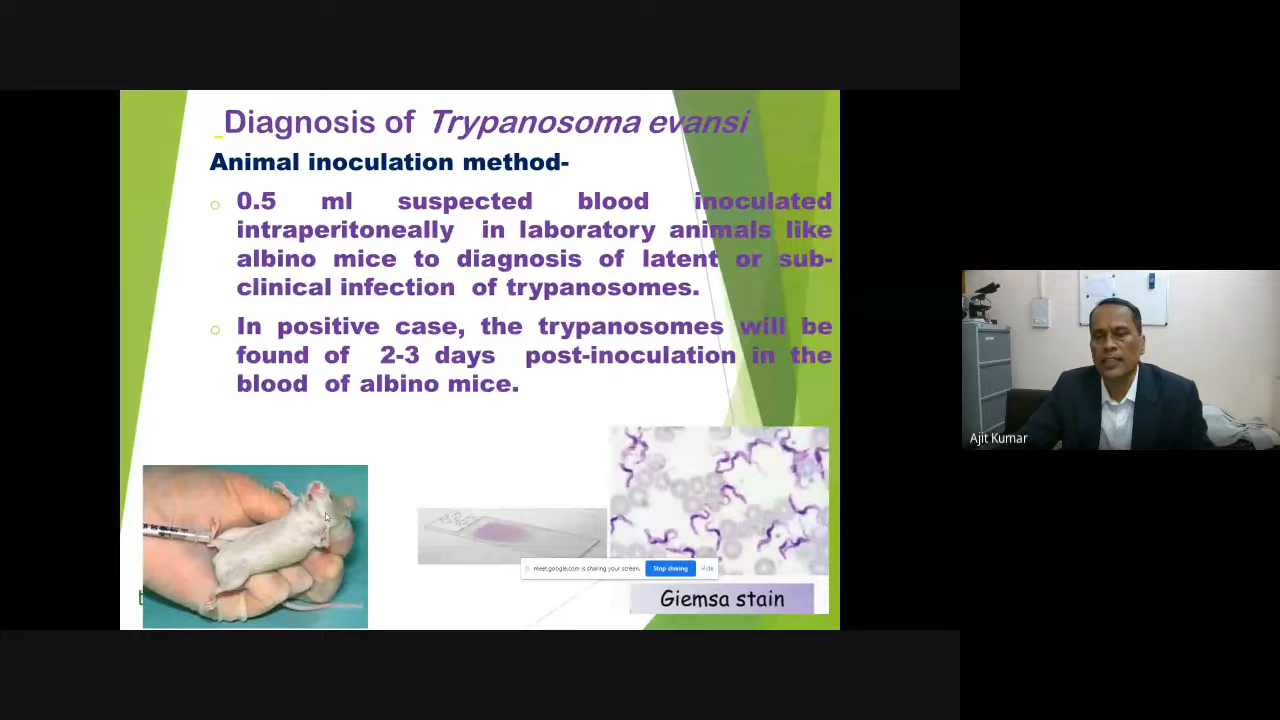 Diagnosis of Trypanosoma evansi
Animal inoculation method-
o 0.5 ml suspected blood inoculated
intraperitoneally in laboratory animals like
albino mice to diagnosis of latent or sub-
clinical infection of trypanosomes.
o In positive case, the trypanosomes will be
found of 2-3 days post-inoculation in the
blood of albino mice.
Ajit Kumar
meet.google.com is sharing your screen. Stop sharing Hide
Giemsa stain